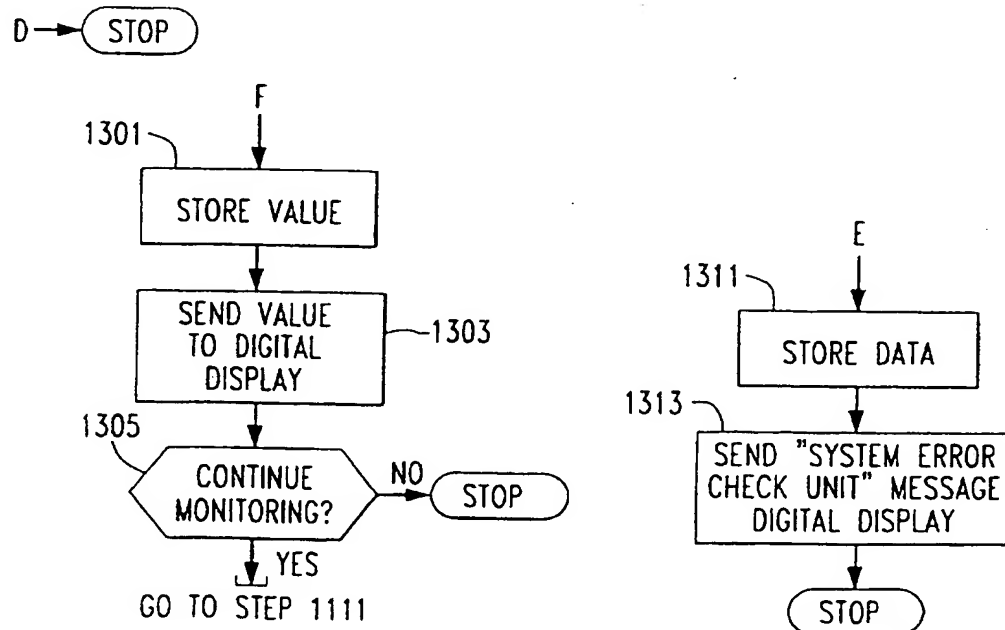 D
STOP
F
1301
STORE VALUE
SEND VALUE
TO DIGITAL
DISPLAY
1303
1305
CONTINUE
MONITORING?
NO
STOP
YES
GO TO STEP 1111
E
1311
STORE DATA
1313
SEND "SYSTEM ERROR
CHECK UNIT" MESSAGE
DIGITAL DISPLAY
STOP